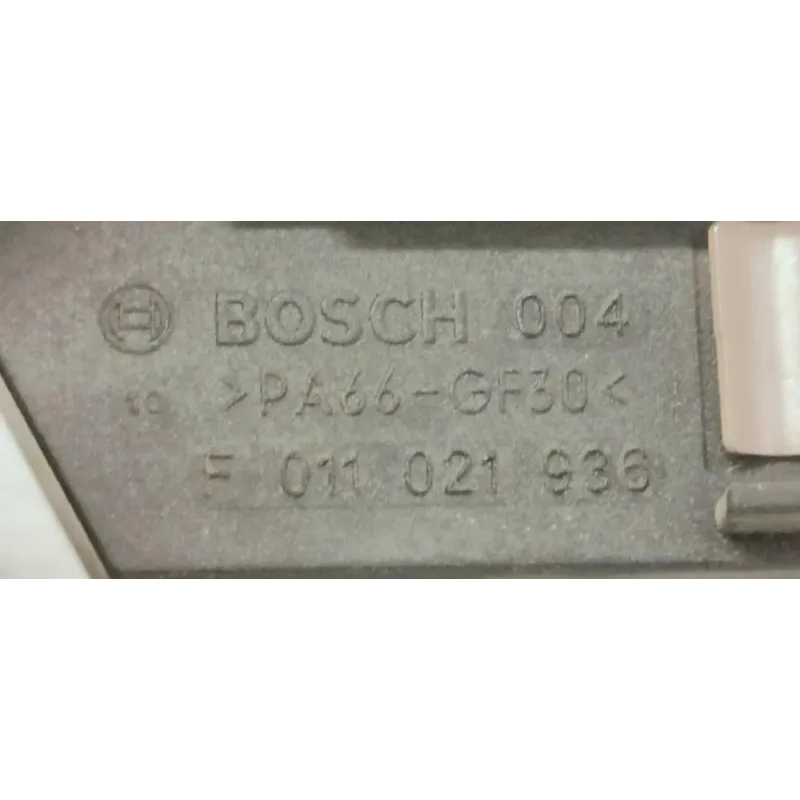 BOSCH 004
>PA66-GF30<
F 011 021 936